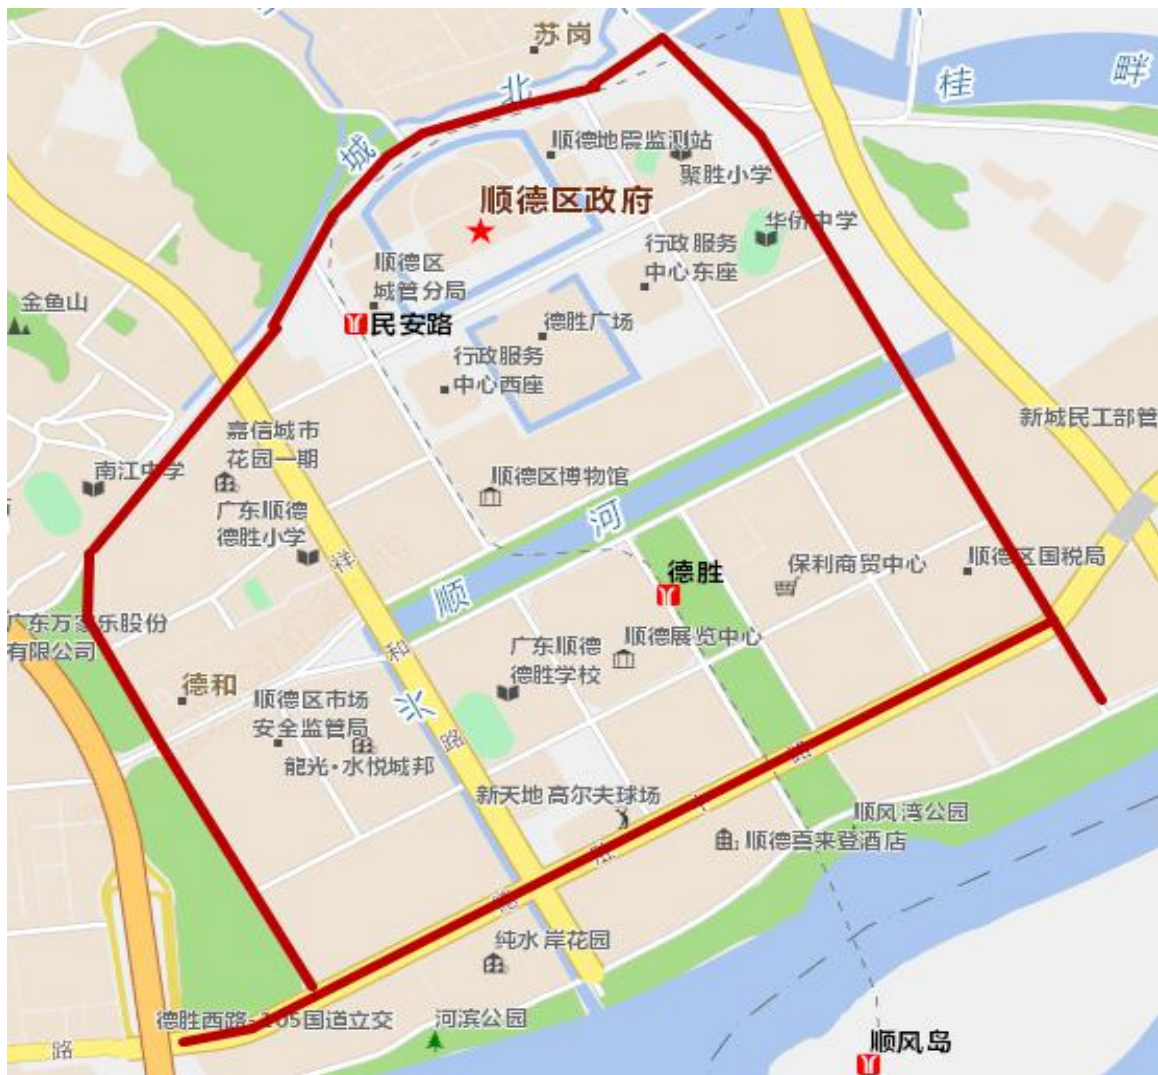 苏岗
北
桂
畔
城
顺德地震监测站
聚胜小学
顺德区政府
华侨中学
行政服务
中心东座
顺德区
城管分局
金鱼山
民安路
德胜广场
行政服务
中心西座
新城民工部管
嘉信城市
花园一期
南江中学
顺德区博物馆
广东顺德
德胜小学
河
祥
顺
德胜
保利商贸中心
顺德区国税局
广东万家乐股份
有限公司
广东顺德
德胜学校
顺德展览中心
和
德和
兴
路
顺德区市场
安全监管局
龍光·水悦城邦
路
新天地高尔夫球场
顺风湾公园
顺德喜来登酒店
纯水岸花园
德胜西路-105国道立交
河滨公园
路
顺风岛